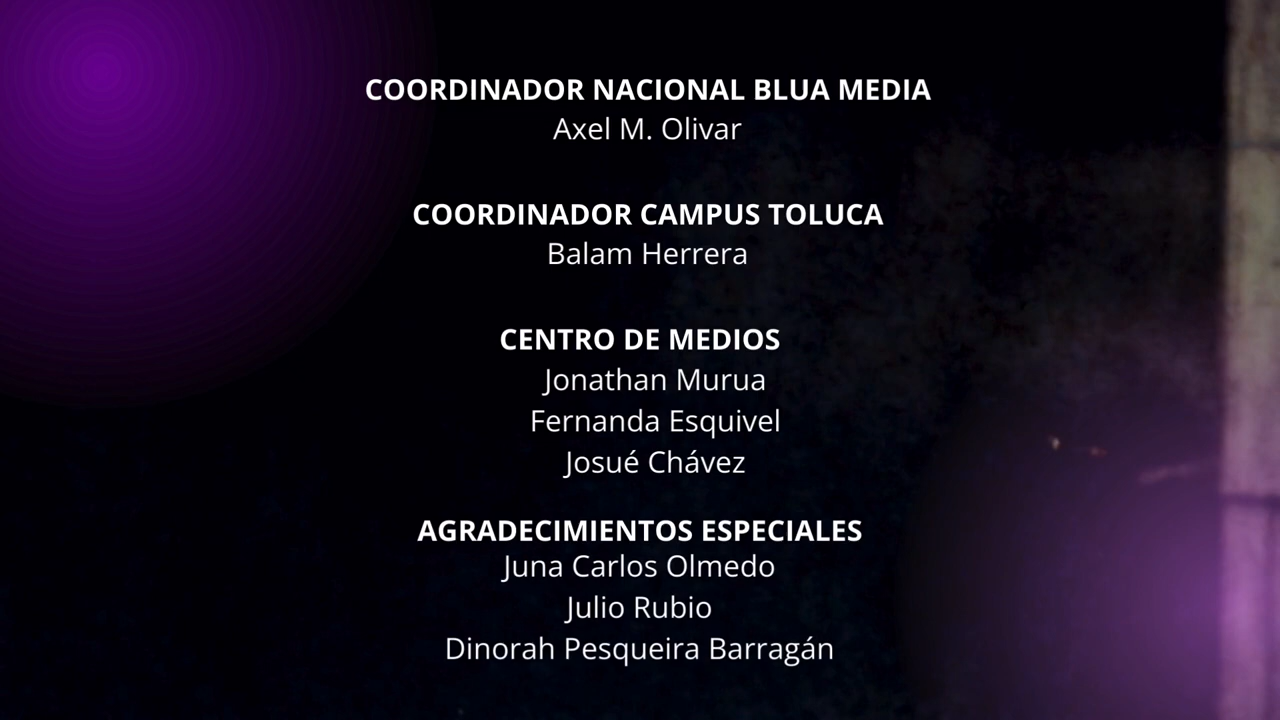 COORDINADOR NACIONAL BLUA MEDIA
Axel M. Olivar
COORDINADOR CAMPUS TOLUCA
Balam Herrera
CENTRO DE MEDIOS
Jonathan Murua
Fernanda Esquivel
Josué Chávez
AGRADECIMIENTOS ESPECIALES
Juna Carlos Olmedo
Julio Rubio
Dinorah Pesqueira Barragán